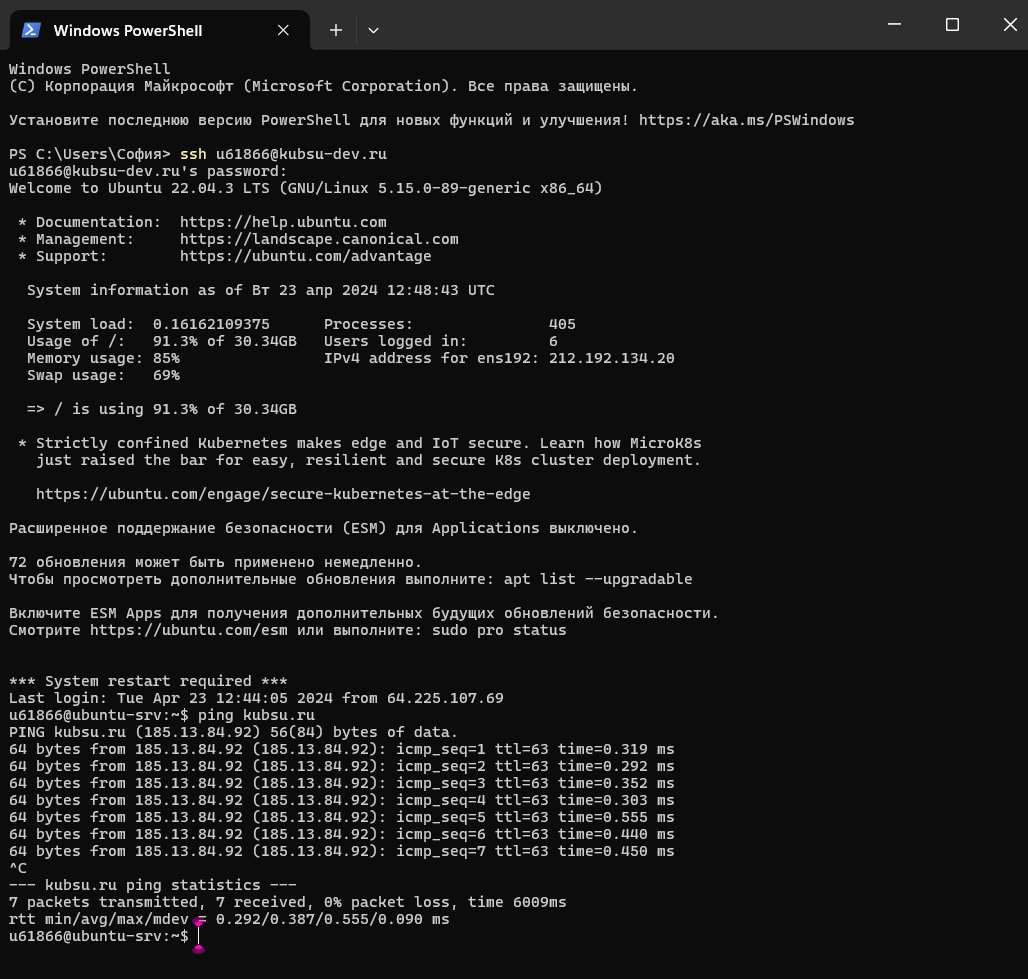 Windows PowerShell
Windows PowerShell
(C) Корпорация Майкрософт (Microsoft Corporation). Все права защищены.
Установите последнюю версию PowerShell для новых функций и улучшения! https://aka.ms/PSWindows
PS C:\Users\София> ssh u61866@kubsu-dev.ru
u61866@kubsu-dev.ru's password:
Welcome to Ubuntu 22.04.3 LTS (GNU/Linux 5.15.0-89-generic x86_64)
* Documentation:  https://help.ubuntu.com
* Management:     https://landscape.canonical.com
* Support:        https://ubuntu.com/advantage
System information as of Вт 23 апр 2024 12:48:43 UTC
System load:  0.16162109375      Processes:               405
Usage of /:   91.3% of 30.34GB   Users logged in:         6
Memory usage: 85%                IPv4 address for ens192: 212.192.134.20
Swap usage:   69%
=> / is using 91.3% of 30.34GB
* Strictly confined Kubernetes makes edge and IoT secure. Learn how MicroK8s
just raised the bar for easy, resilient and secure K8s cluster deployment.
https://ubuntu.com/engage/secure-kubernetes-at-the-edge
Расширенное поддержание безопасности (ESM) для Applications выключено.
72 обновления может быть применено немедленно.
Чтобы просмотреть дополнительные обновления выполните: apt list --upgradable
Включите ESM Apps для получения дополнительных будущих обновлений безопасности.
Смотрите https://ubuntu.com/esm или выполните: sudo pro status
*** System restart required ***
Last login: Tue Apr 23 12:44:05 2024 from 64.225.107.69
u61866@ubuntu-srv:~$ ping kubsu.ru
PING kubsu.ru (185.13.84.92) 56(84) bytes of data.
64 bytes from 185.13.84.92 (185.13.84.92): icmp_seq=1 ttl=63 time=0.319 ms
64 bytes from 185.13.84.92 (185.13.84.92): icmp_seq=2 ttl=63 time=0.292 ms
64 bytes from 185.13.84.92 (185.13.84.92): icmp_seq=3 ttl=63 time=0.352 ms
64 bytes from 185.13.84.92 (185.13.84.92): icmp_seq=4 ttl=63 time=0.303 ms
64 bytes from 185.13.84.92 (185.13.84.92): icmp_seq=5 ttl=63 time=0.555 ms
64 bytes from 185.13.84.92 (185.13.84.92): icmp_seq=6 ttl=63 time=0.440 ms
64 bytes from 185.13.84.92 (185.13.84.92): icmp_seq=7 ttl=63 time=0.450 ms
^C
--- kubsu.ru ping statistics ---
7 packets transmitted, 7 received, 0% packet loss, time 6009ms
rtt min/avg/max/mdev = 0.292/0.387/0.555/0.090 ms
u61866@ubuntu-srv:~$